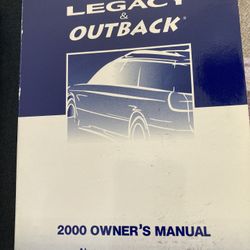 LEGACY
&
OUTBACK®
2000 OWNER'S MANUAL